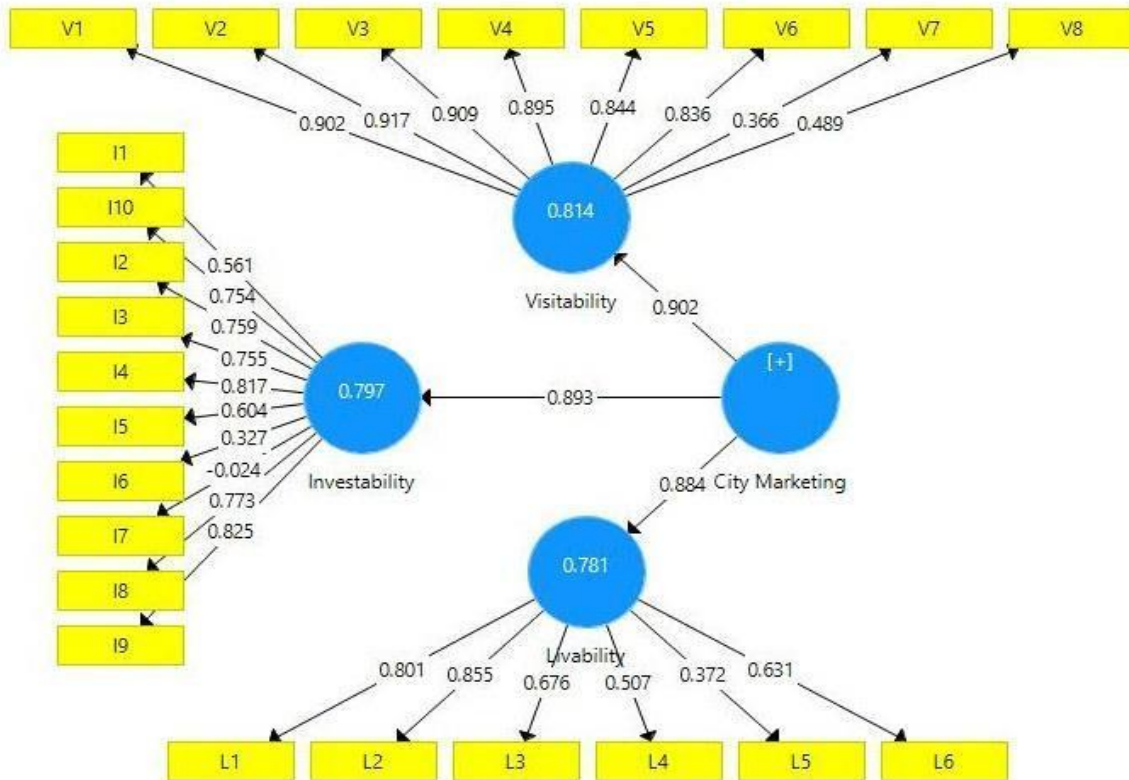 V1 V2 V3 V4 V5 V6 V7 V8
0.902 0.917 0.909 0.895 0.844 0.836 0.366 0.489
I1
I10
I2
I3
I4
I5
I6
I7
I8
I9
0.561
0.754
0.759
0.755
0.817
0.604
0.327
-0.024
0.773
0.825
0.814
Visitability
0.902
0.797
Investability
0.893
[+]
City Marketing
0.884
0.781
Livability
0.801 0.855 0.676 0.507 0.372 0.631
L1 L2 L3 L4 L5 L6